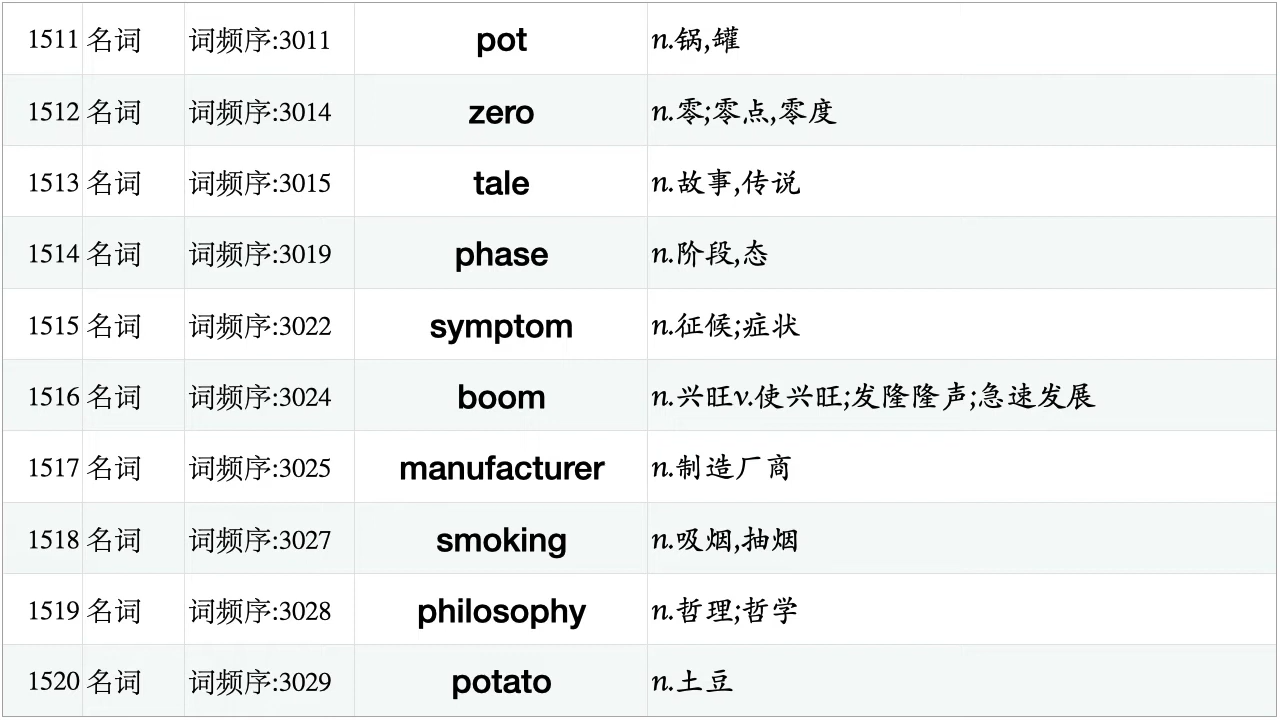 1511 名词 词频序:3011 pot n.锅,罐
1512 名词 词频序:3014 zero n.零;零点,零度
1513 名词 词频序:3015 tale n.故事,传说
1514 名词 词频序:3019 phase n.阶段,态
1515 名词 词频序:3022 symptom n.征候;症状
1516 名词 词频序:3024 boom n.兴旺v.使兴旺;发隆隆声;急速发展
1517 名词 词频序:3025 manufacturer n.制造厂商
1518 名词 词频序:3027 smoking n.吸烟,抽烟
1519 名词 词频序:3028 philosophy n.哲理;哲学
1520 名词 词频序:3029 potato n.土豆